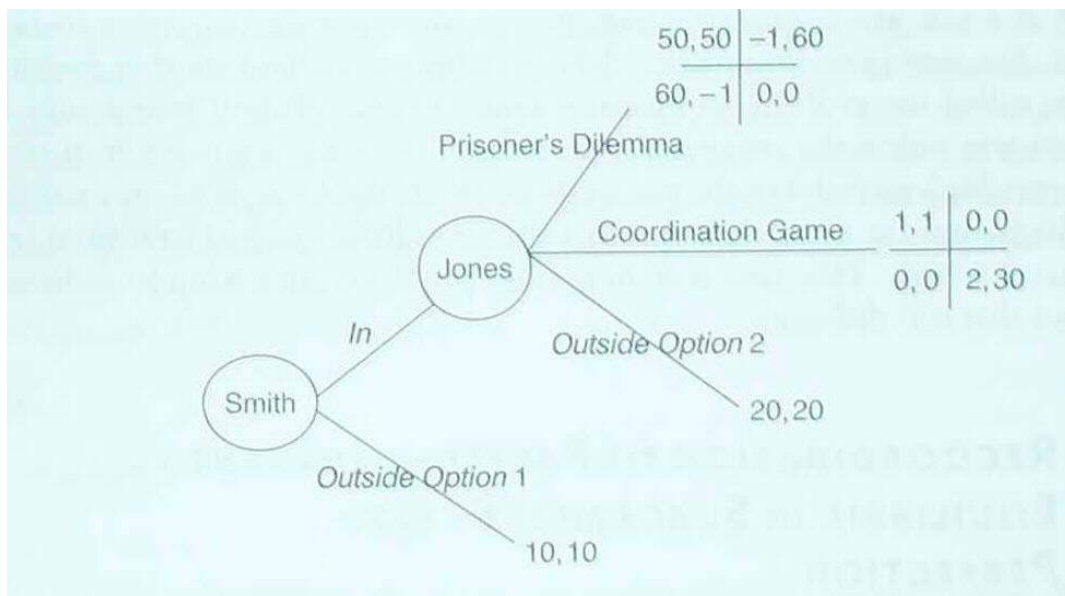 50, 50 −1, 60
60, −1 0, 0
Prisoner's Dilemma
Coordination Game
1, 1 0, 0
0, 0 2, 30
Jones
In
Outside Option 2
Smith
20, 20
Outside Option 1
10, 10